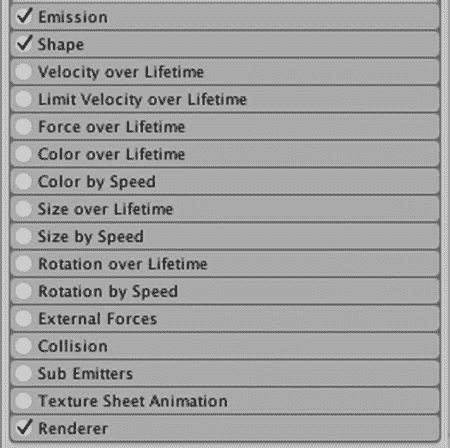 Emission
Shape
Velocity over Lifetime
Limit Velocity over Lifetime
Force over Lifetime
Color over Lifetime
Color by Speed
Size over Lifetime
Size by Speed
Rotation over Lifetime
Rotation by Speed
External Forces
Collision
Sub Emitters
Texture Sheet Animation
Renderer